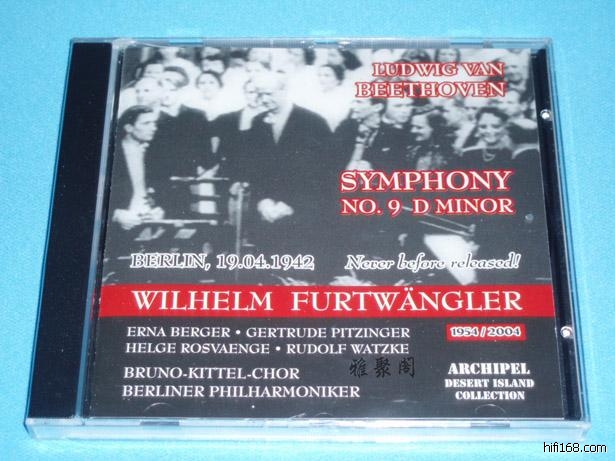 LUDWIG VAN
BEETHOVEN
SYMPHONY
NO. 9 D MINOR
BERLIN, 19.04.1942 Never before released!
WILHELM FURTWÄNGLER
ERNA BERGER · GERTRUDE PITZINGER
1954/2004
HELGE ROSVAENGE · RUDOLF WATZKE
雅聚阁
BRUNO-KITTEL-CHOR
BERLINER PHILHARMONIKER
ARCHIPEL
DESERT ISLAND
COLLECTION
hifi168.com